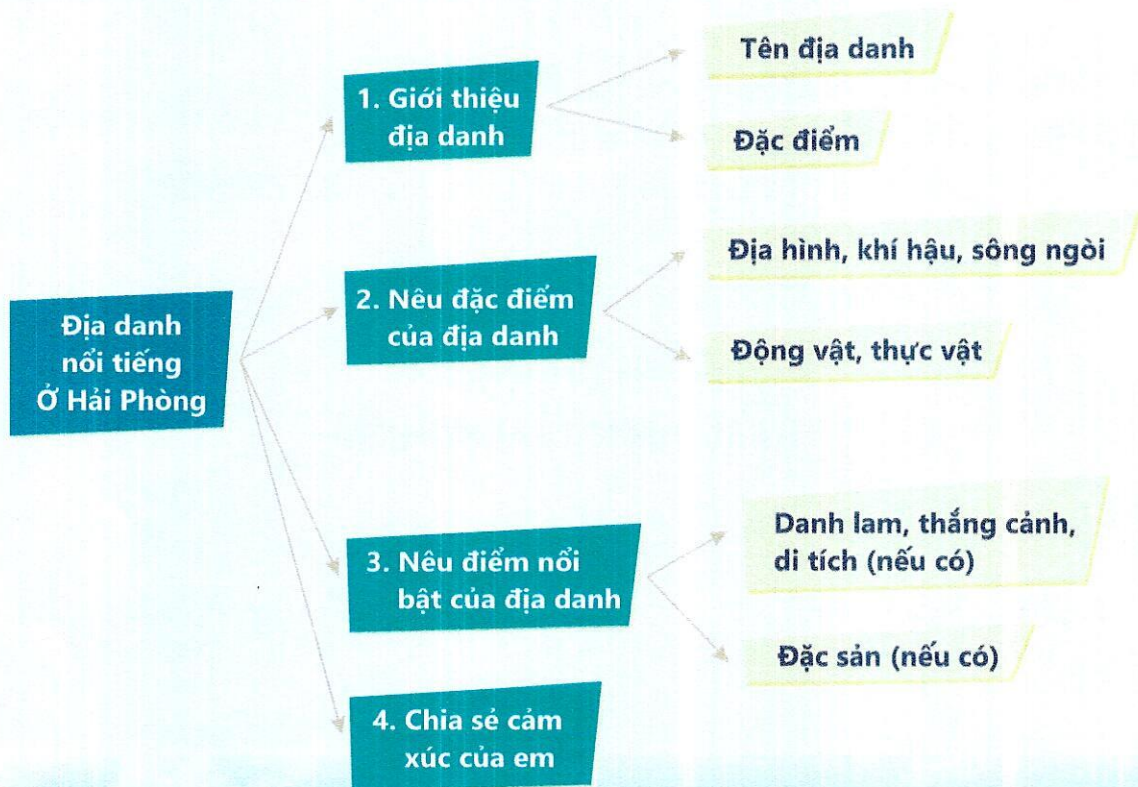 Địa danh
nổi tiếng
Ở Hải Phòng
1. Giới thiệu
địa danh
Tên địa danh
Đặc điểm
2. Nêu đặc điểm
của địa danh
Địa hình, khí hậu, sông ngòi
Động vật, thực vật
3. Nêu điểm nổi
bật của địa danh
Danh lam, thắng cảnh,
di tích (nếu có)
Đặc sản (nếu có)
4. Chia sẻ cảm
xúc của em